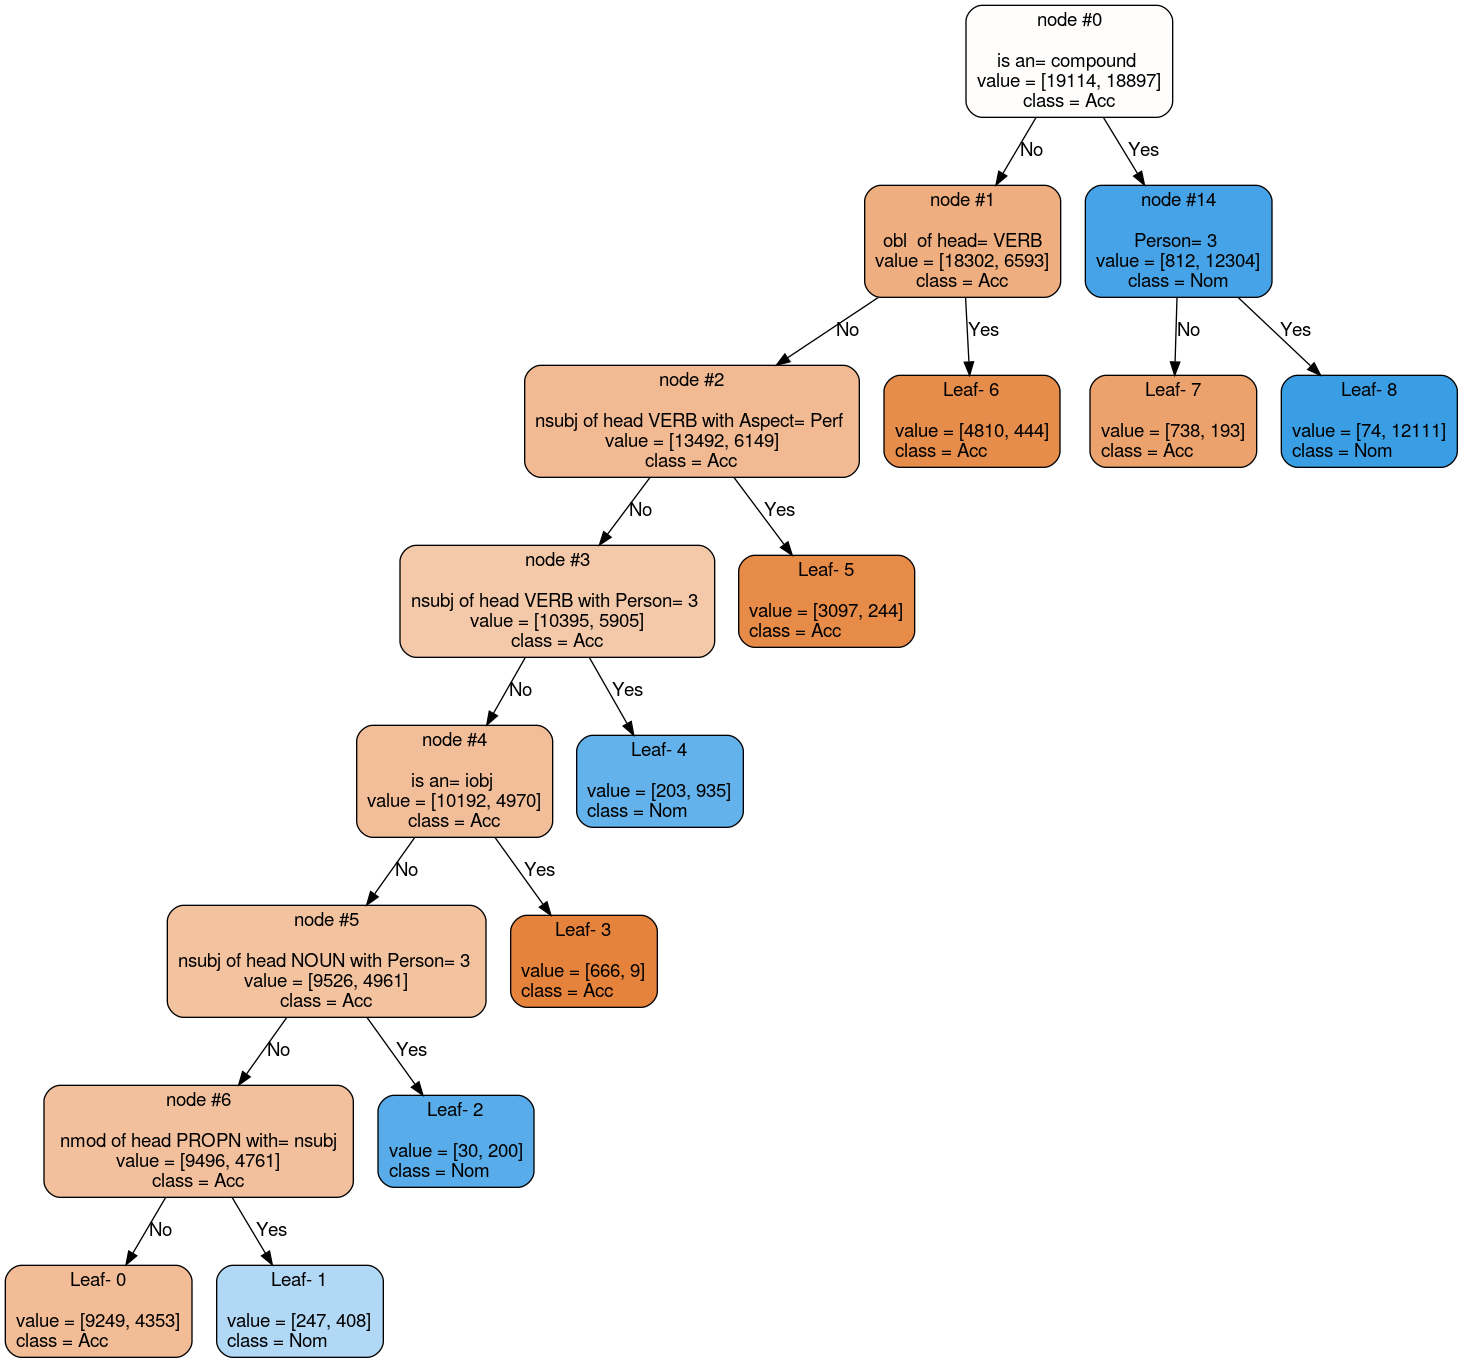 node #0
is an= compound
value = [19114, 18897]
class = Acc
No
Yes
node #1
obl  of head= VERB
value = [18302, 6593]
class = Acc
node #14
Person= 3
value = [812, 12304]
class = Nom
No
Yes
No
Yes
node #2
nsubj of head VERB with Aspect= Perf
value = [13492, 6149]
class = Acc
Leaf- 6
value = [4810, 444]
class = Acc
Leaf- 7
value = [738, 193]
class = Acc
Leaf- 8
value = [74, 12111]
class = Nom
No
Yes
node #3
nsubj of head VERB with Person= 3
value = [10395, 5905]
class = Acc
Leaf- 5
value = [3097, 244]
class = Acc
No
Yes
node #4
is an= iobj
value = [10192, 4970]
class = Acc
Leaf- 4
value = [203, 935]
class = Nom
No
Yes
node #5
nsubj of head NOUN with Person= 3
value = [9526, 4961]
class = Acc
Leaf- 3
value = [666, 9]
class = Acc
No
Yes
node #6
nmod of head PROPN with= nsubj
value = [9496, 4761]
class = Acc
Leaf- 2
value = [30, 200]
class = Nom
No
Yes
Leaf- 0
value = [9249, 4353]
class = Acc
Leaf- 1
value = [247, 408]
class = Nom